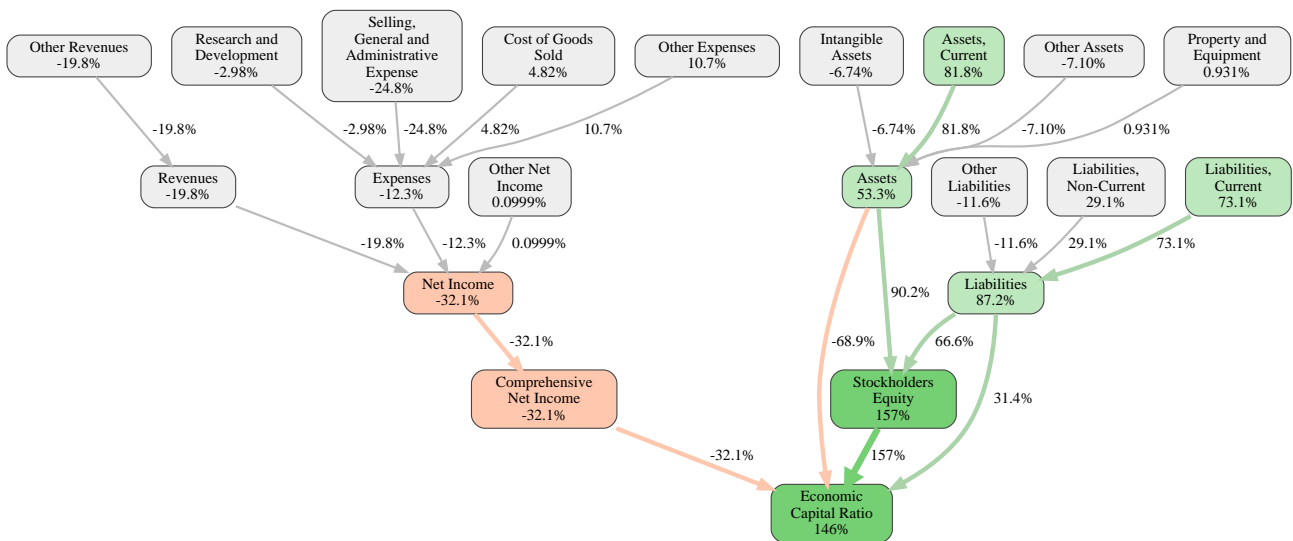 Other Revenues
-19.8%
Research and
Development
-2.98%
Selling,
General and
Administrative
Expense
-24.8%
Cost of Goods
Sold
4.82%
Other Expenses
10.7%
Intangible
Assets
-6.74%
Assets,
Current
81.8%
Other Assets
-7.10%
Property and
Equipment
0.931%
-19.8%
-2.98%
-24.8%
4.82%
10.7%
-6.74%
81.8%
-7.10%
0.931%
Revenues
-19.8%
Expenses
-12.3%
Other Net
Income
0.0999%
Assets
53.3%
Other
Liabilities
-11.6%
Liabilities,
Non-Current
29.1%
Liabilities,
Current
73.1%
-19.8%
-12.3%
0.0999%
-11.6%
29.1%
73.1%
Net Income
-32.1%
90.2%
Liabilities
87.2%
-32.1%
-68.9%
66.6%
Comprehensive
Net Income
-32.1%
Stockholders
Equity
157%
31.4%
-32.1%
157%
Economic
Capital Ratio
146%